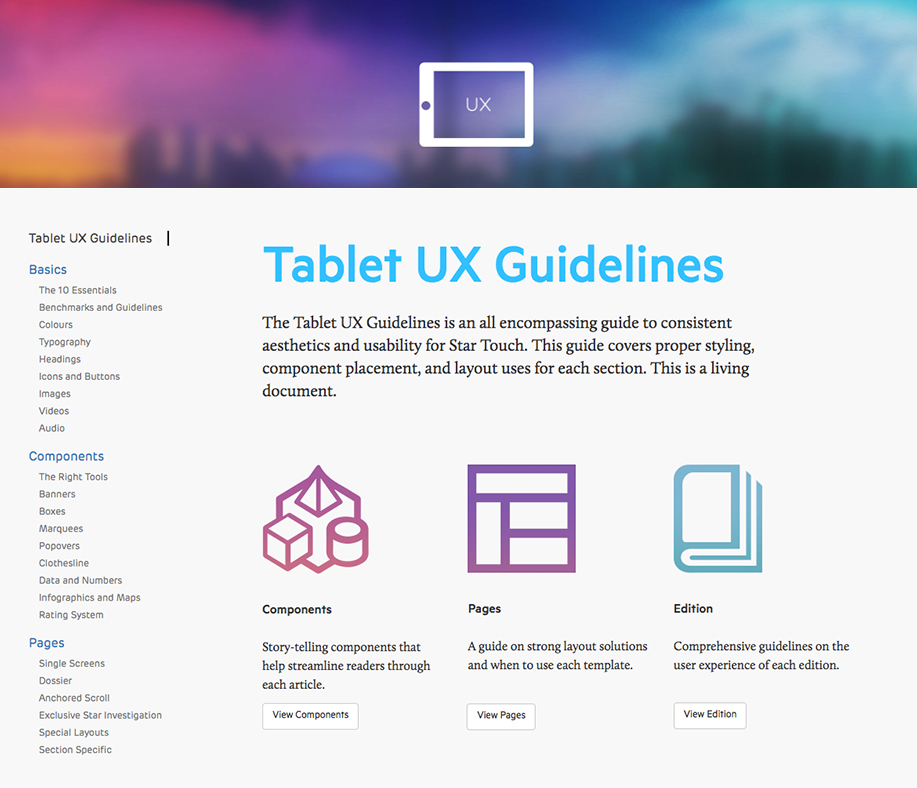 UX
Tablet UX Guidelines
Basics
The 10 Essentials
Benchmarks and Guidelines
Colours
Typography
Headings
Icons and Buttons
Images
Videos
Audio
Components
The Right Tools
Banners
Boxes
Marquees
Popovers
Clothesline
Data and Numbers
Infographics and Maps
Rating System
Pages
Single Screens
Dossier
Anchored Scroll
Exclusive Star Investigation
Special Layouts
Section Specific
Tablet UX Guidelines
The Tablet UX Guidelines is an all encompassing guide to consistent
aesthetics and usability for Star Touch. This guide covers proper styling,
component placement, and layout uses for each section. This is a living
document.
Components
Story-telling components that
help streamline readers through
each article.
View Components
Pages
A guide on strong layout solutions
and when to use each template.
View Pages
Edition
Comprehensive guidelines on the
user experience of each edition.
View Edition